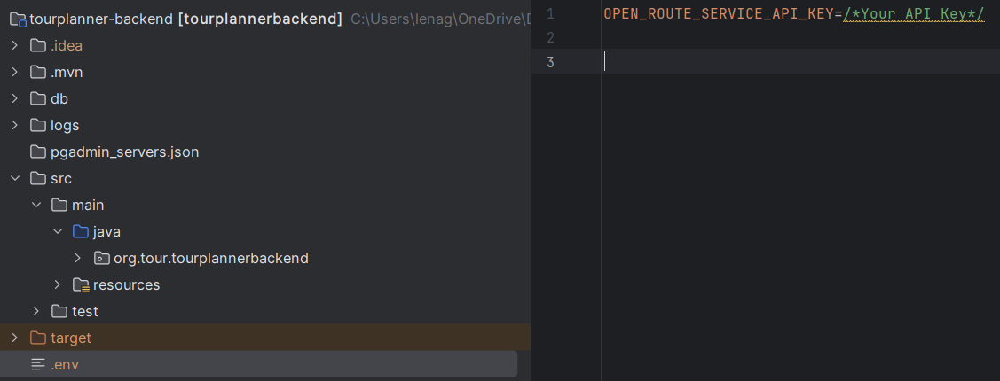 tourplanner-backend [tourplannerbackend] C:\Users\lenag\OneDrive\D
.idea
.mvn
db
logs
pgadmin_servers.json
src
main
java
org.tour.tourplannerbackend
resources
test
target
.env
1 OPEN_ROUTE_SERVICE_API_KEY=/*Your API Key*/
2
3